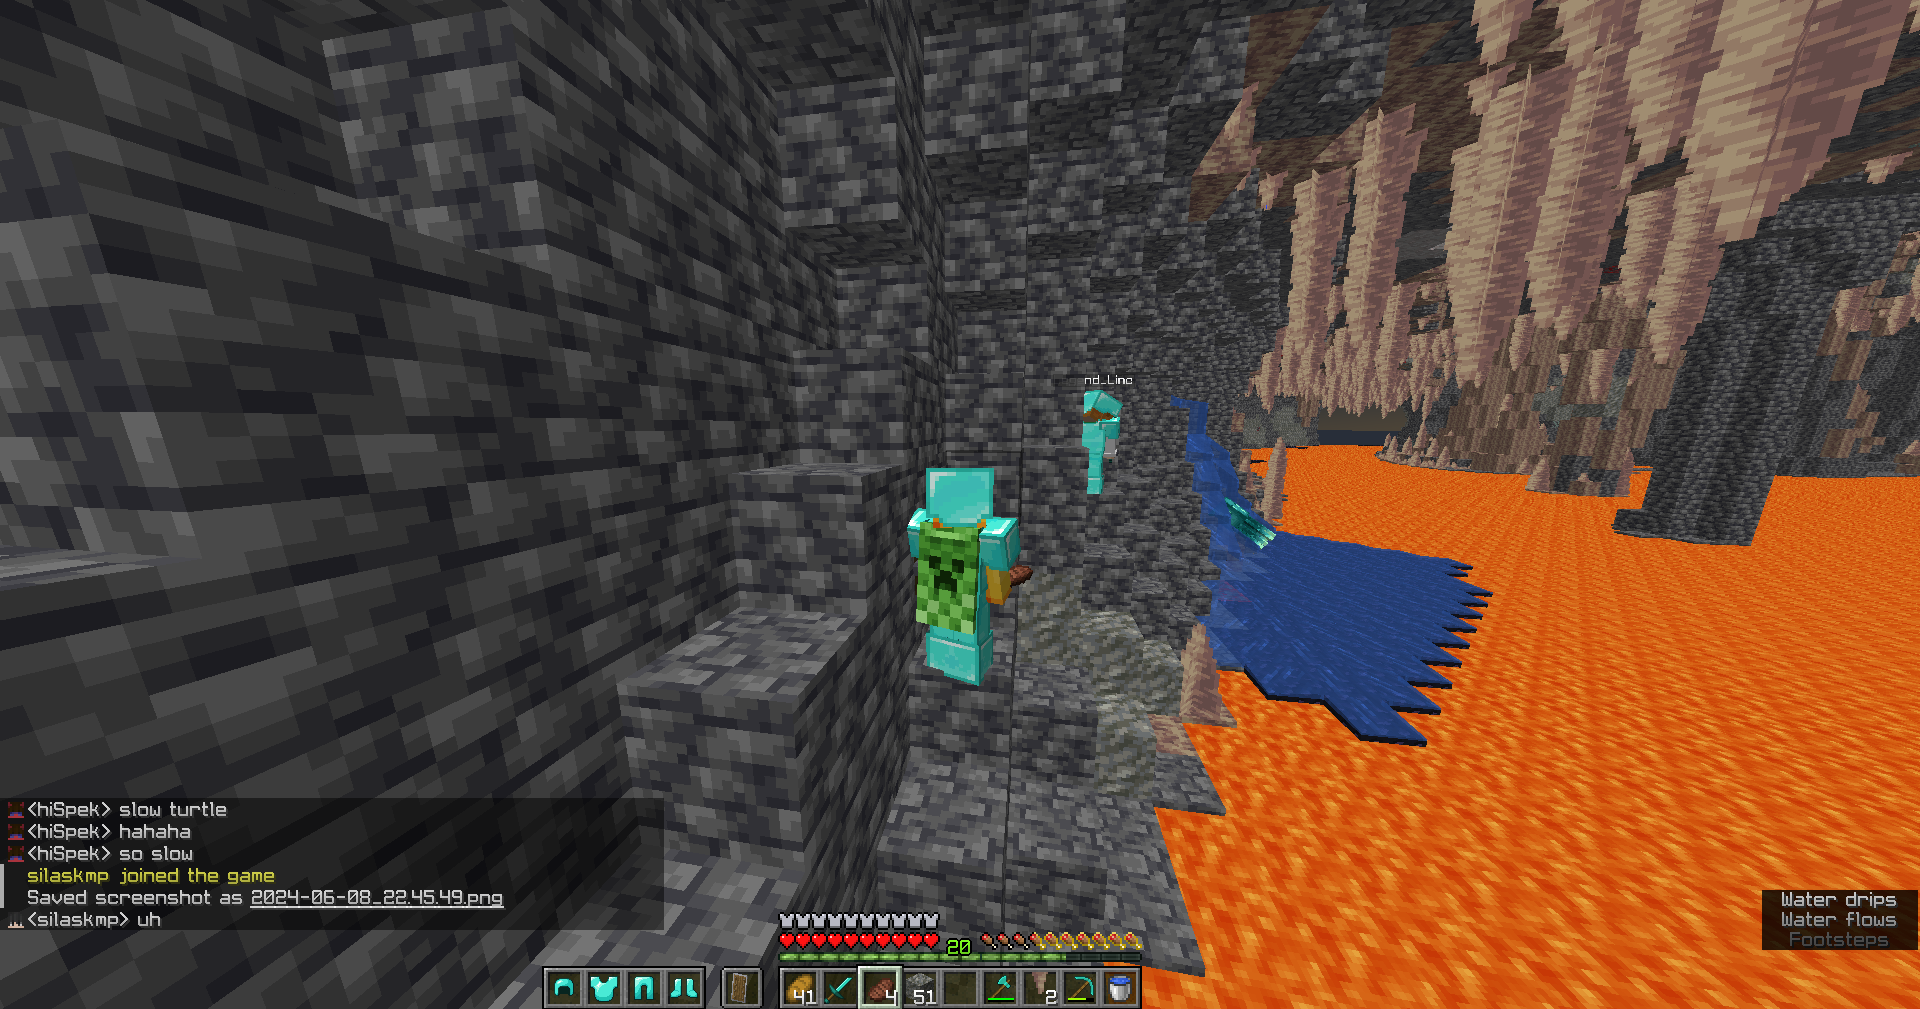 nd_Line
<hiSpek> slow turtle
<hiSpek> hahaha
<hiSpek> so slow
silaskmp joined the game
Saved screenshot as 2024-06-08_22.45.49.png
<silaskmp> uh
Water drips
Water flows
Footsteps
20
41
4
51
2